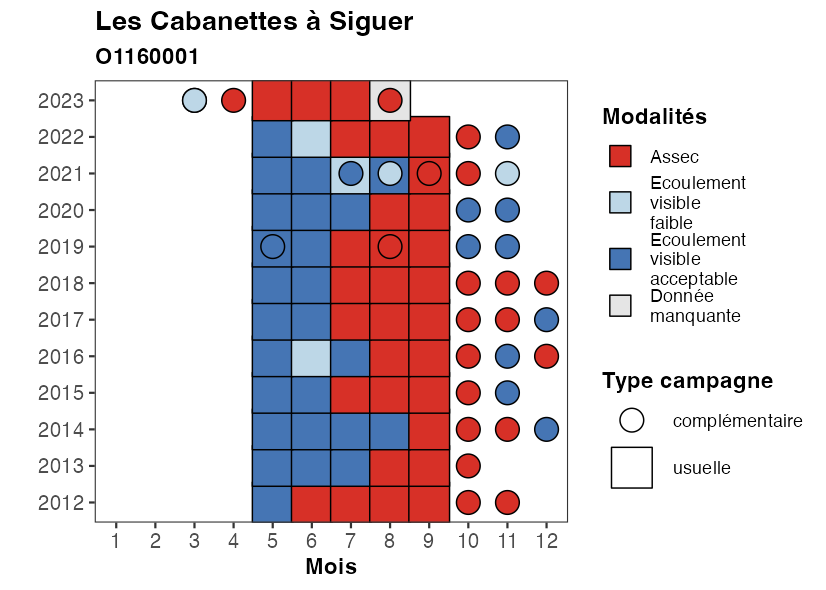 Les Cabanettes à Siguer
O1160001
2023
2022
2021
2020
2019
2018
2017
2016
2015
2014
2013
2012
1 2 3 4 5 6 7 8 9 10 11 12
Mois
Modalités
Assec
Ecoulement
visible
faible
Ecoulement
visible
acceptable
Donnée
manquante
Type campagne
complémentaire
usuelle